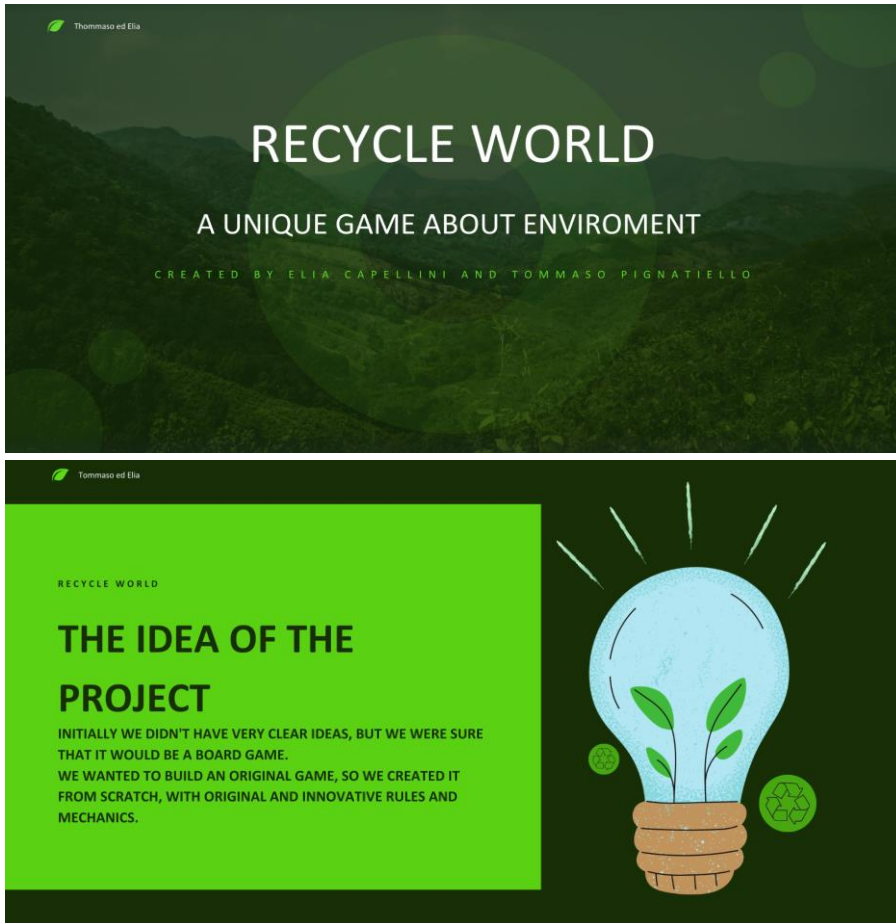 Thommaso ed Elia
RECYCLE WORLD
A UNIQUE GAME ABOUT ENVIROMENT
CREATED BY ELIA CAPELLINI AND TOMMASO PIGNATIELLO
Tommaso ed Elia
RECYCLE WORLD
THE IDEA OF THE
PROJECT
INITIALLY WE DIDN'T HAVE VERY CLEAR IDEAS, BUT WE WERE SURE
THAT IT WOULD BE A BOARD GAME.
WE WANTED TO BUILD AN ORIGINAL GAME, SO WE CREATED IT
FROM SCRATCH, WITH ORIGINAL AND INNOVATIVE RULES AND
MECHANICS.